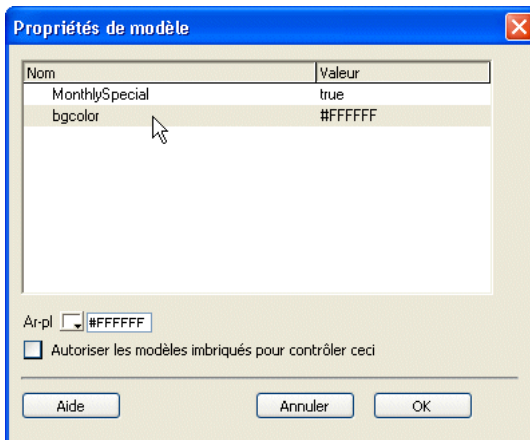 Propriétés de modèle
Nom Valeur
MonthlySpecial true
bgcolor #FFFFFF
Ar-pl #FFFFFF
Autoriser les modèles imbriqués pour contrôler ceci
Aide Annuler OK